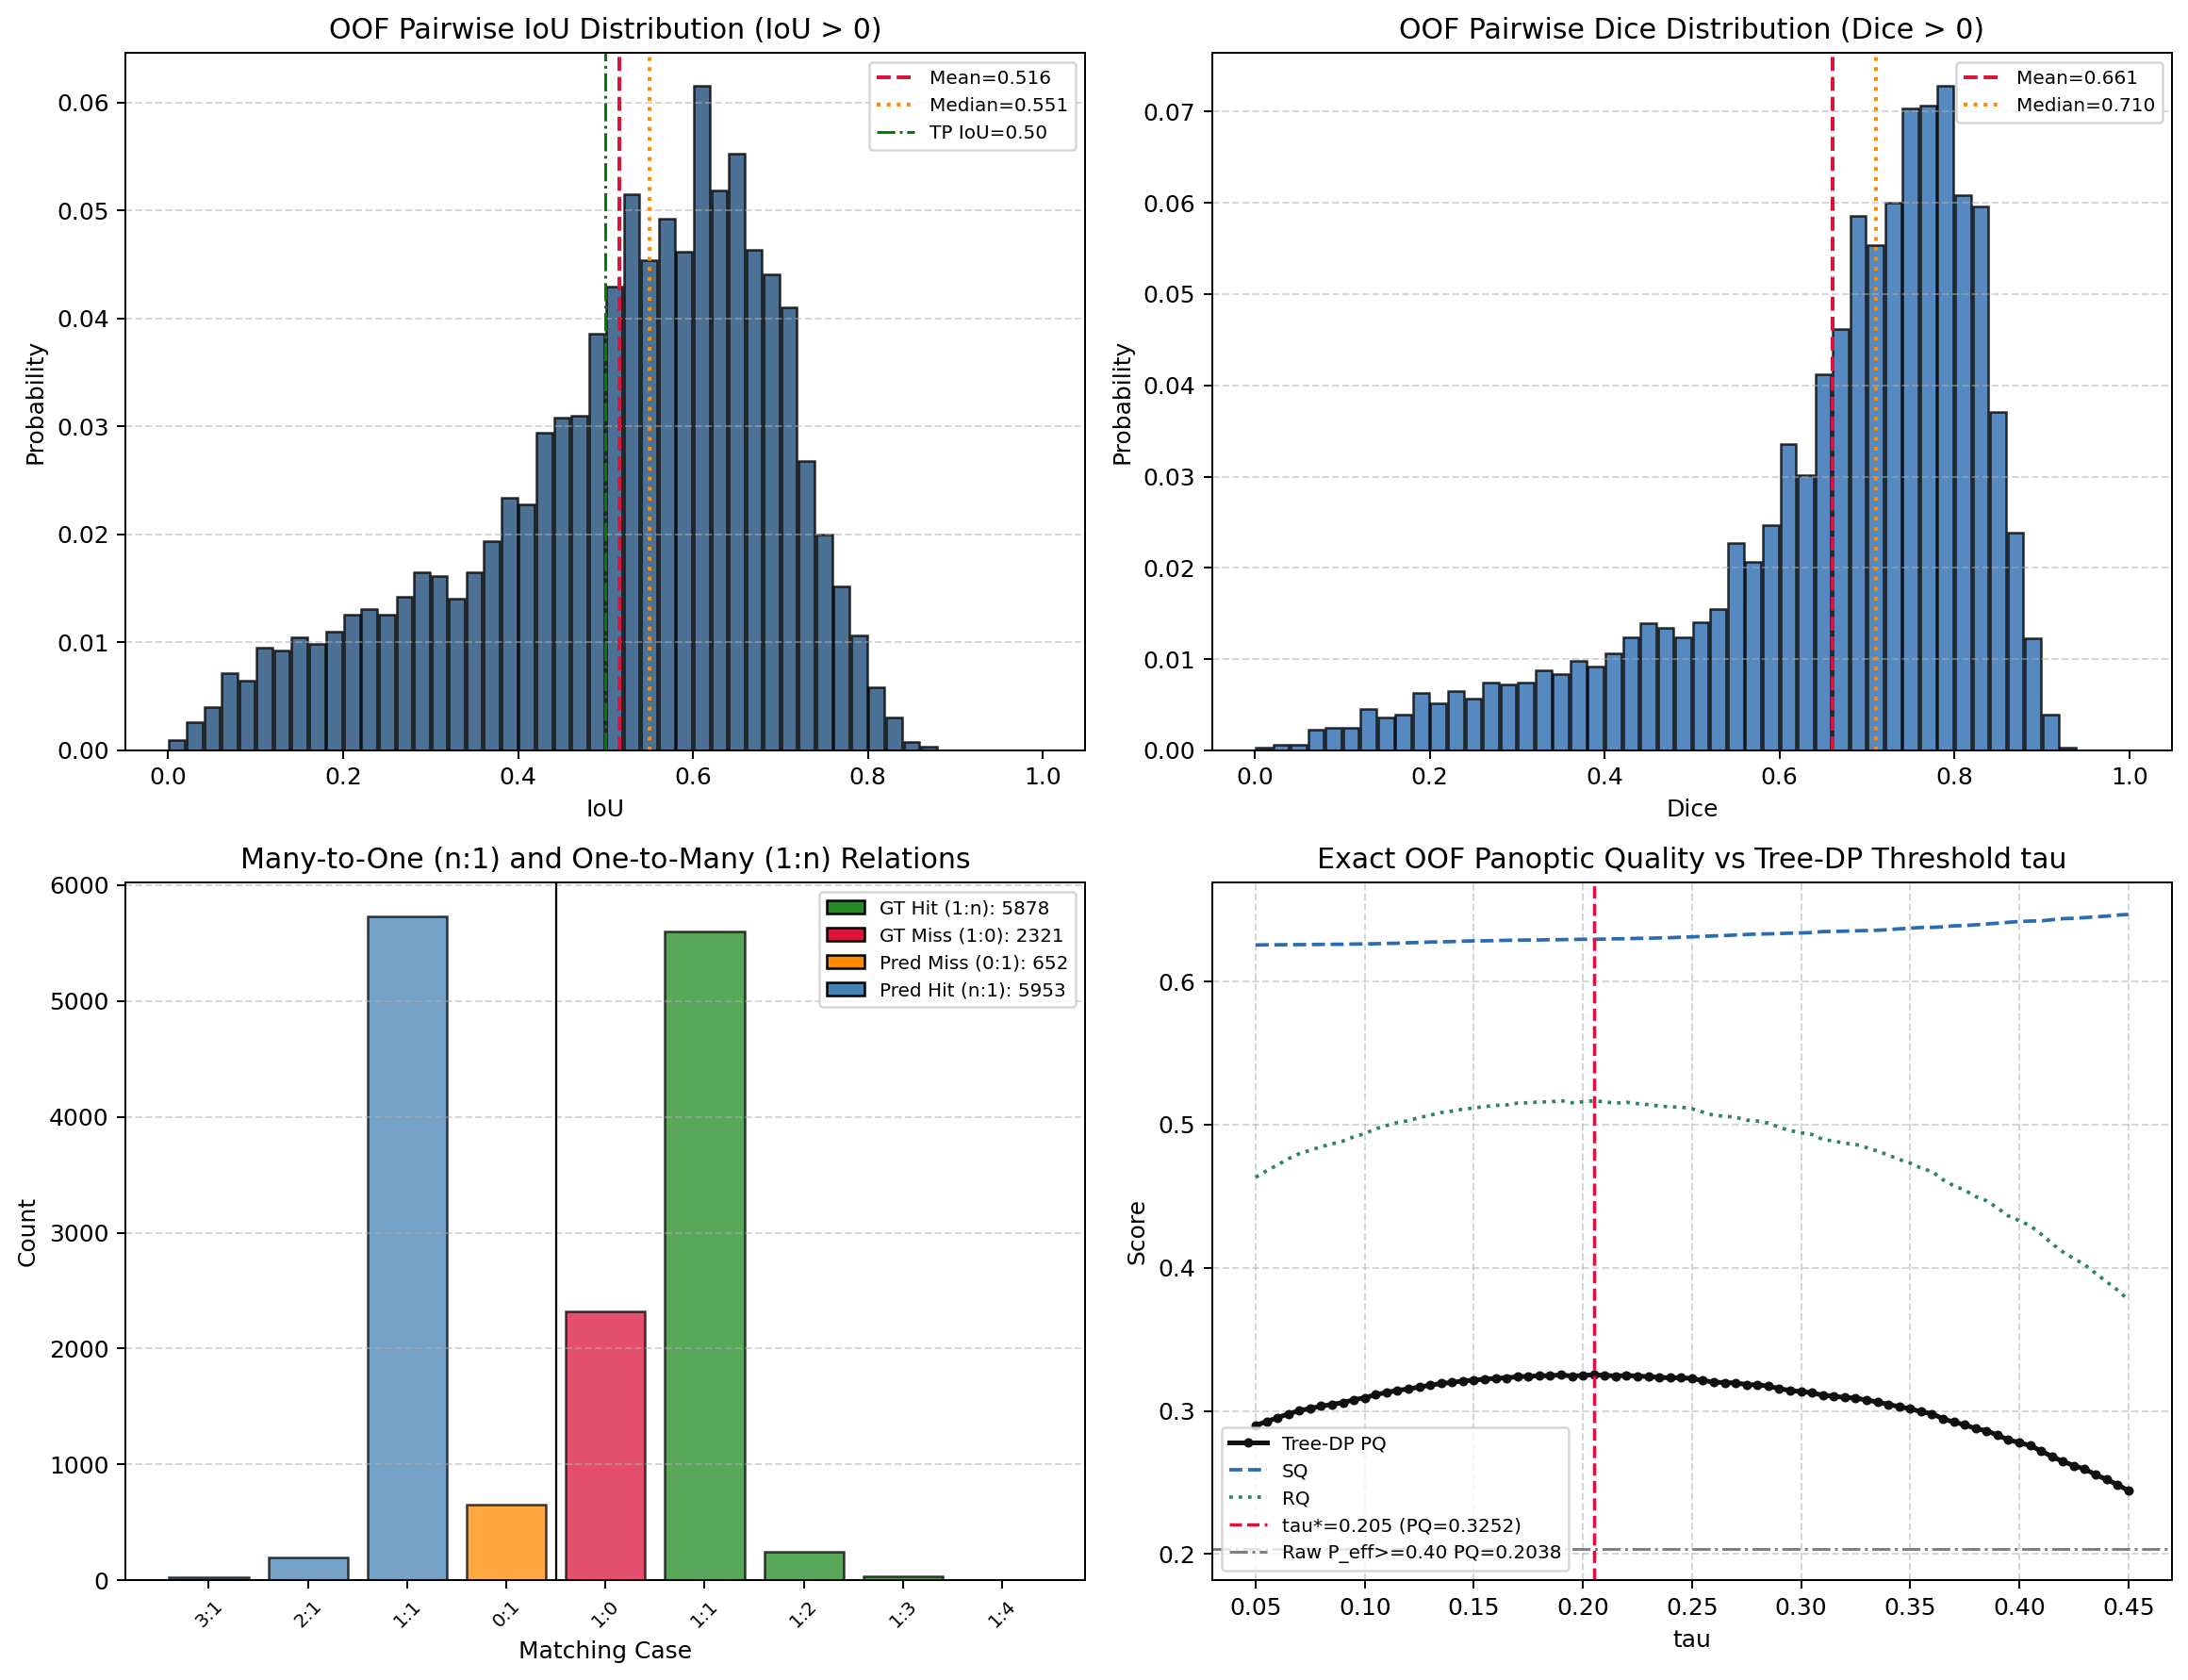 OOF Pairwise IoU Distribution (IoU > 0)
Mean=0.516
Median=0.551
TP IoU=0.50
Probability
0.06
0.05
0.04
0.03
0.02
0.01
0.00
0.0 0.2 0.4 0.6 0.8 1.0
IoU
OOF Pairwise Dice Distribution (Dice > 0)
Mean=0.661
Median=0.710
Probability
0.07
0.06
0.05
0.04
0.03
0.02
0.01
0.00
0.0 0.2 0.4 0.6 0.8 1.0
Dice
Many-to-One (n:1) and One-to-Many (1:n) Relations
GT Hit (1:n): 5878
GT Miss (1:0): 2321
Pred Miss (0:1): 652
Pred Hit (n:1): 5953
Count
6000
5000
4000
3000
2000
1000
0
3:1 2:1 1:1 0:1 1:0 1:1 1:2 1:3 1:4
Matching Case
Exact OOF Panoptic Quality vs Tree-DP Threshold tau
Score
0.6
0.5
0.4
0.3
0.2
Tree-DP PQ
SQ
RQ
tau*=0.205 (PQ=0.3252)
Raw P_eff>=0.40 PQ=0.2038
0.05 0.10 0.15 0.20 0.25 0.30 0.35 0.40 0.45
tau